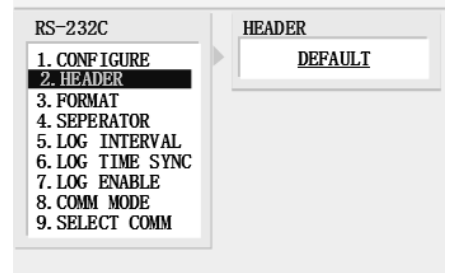 RS-232C
1. CONFIGURE
2. HEADER
3. FORMAT
4. SEPERATOR
5. LOG INTERVAL
6. LOG TIME SYNC
7. LOG ENABLE
8. COMM MODE
9. SELECT COMM
HEADER
DEFAULT